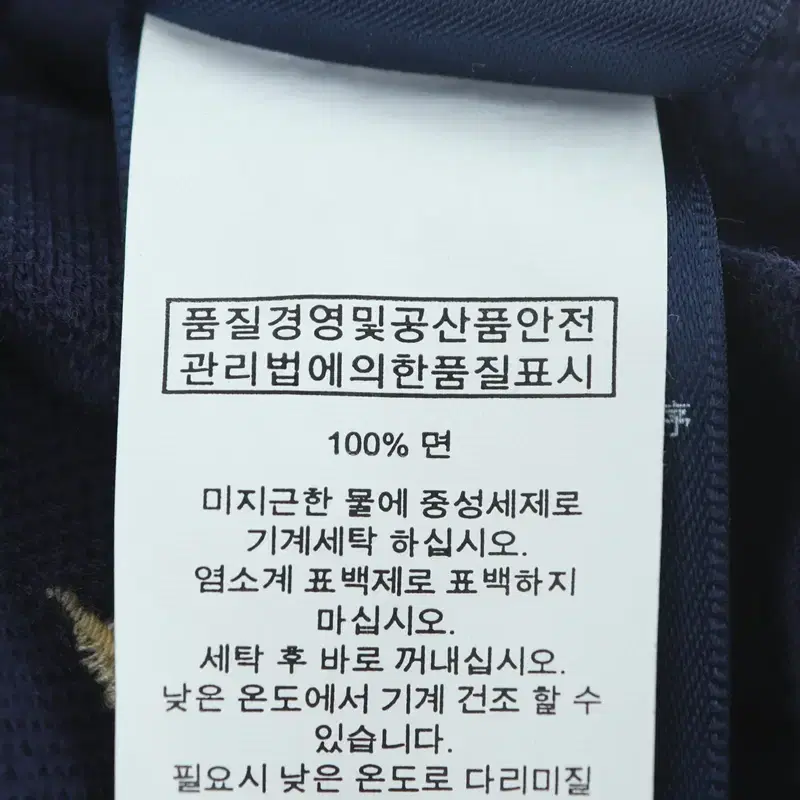 품질경영및공산품안전
관리법에의한품질표시
100% 면
미지근한 물에 중성세제로
기계세탁 하십시오.
염소계 표백제로 표백하지
마십시오.
세탁 후 바로 꺼내십시오.
낮은 온도에서 기계 건조 할 수
있습니다.
필요시 낮은 온도로 다리미질